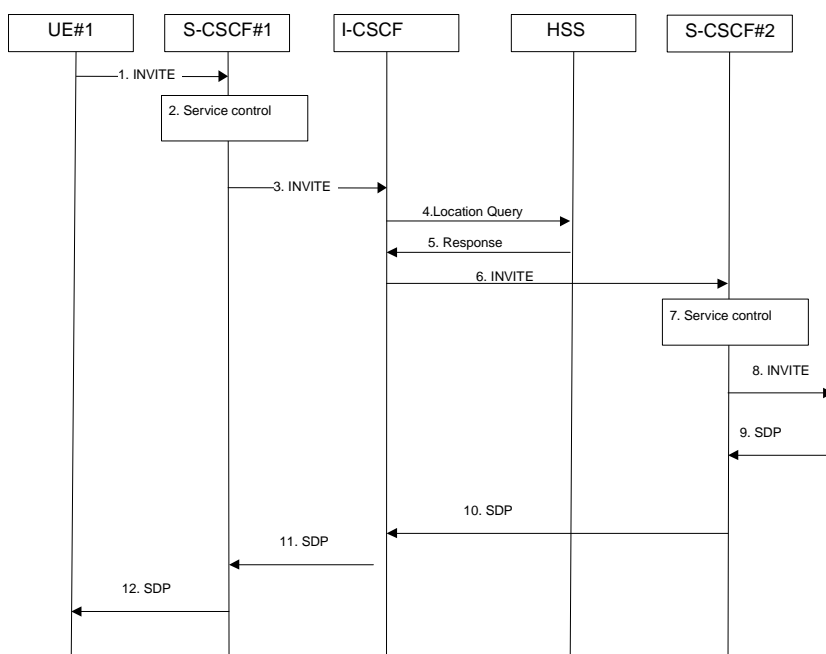 UE#1
S-CSCF#1
I-CSCF
HSS
S-CSCF#2
1. INVITE
2. Service control
3. INVITE
4.Location Query
5. Response
6. INVITE
7. Service control
8. INVITE
9. SDP
10. SDP
11. SDP
12. SDP